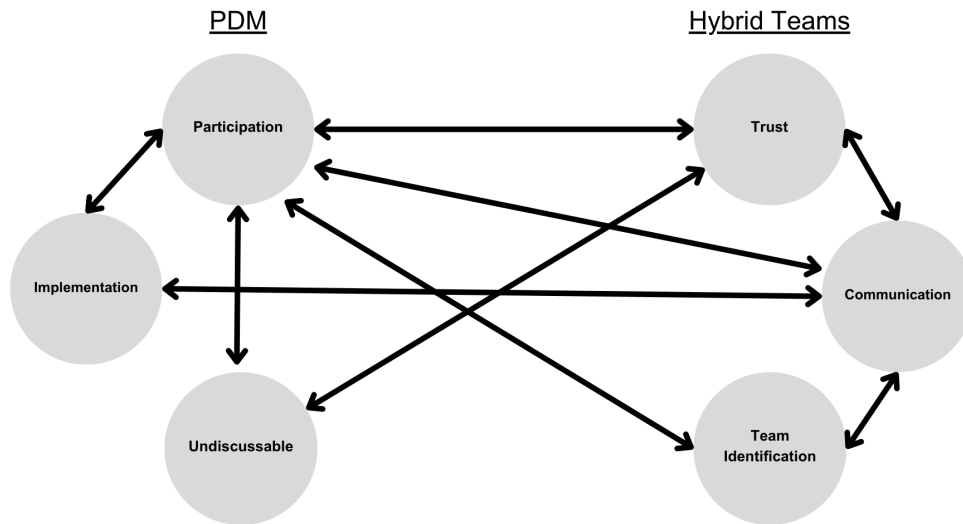 PDM
Hybrid Teams
Participation
Trust
Implementation
Communication
Undiscussable
Team
Identification